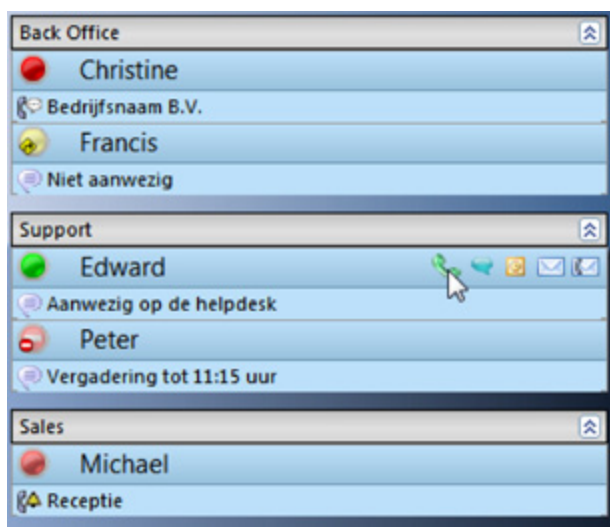 Back Office
Christine
Bedrijfsnaam B.V.
Francis
Niet aanwezig
Support
Edward
Aanwezig op de helpdesk
Peter
Vergadering tot 11:15 uur
Sales
Michael
Receptie